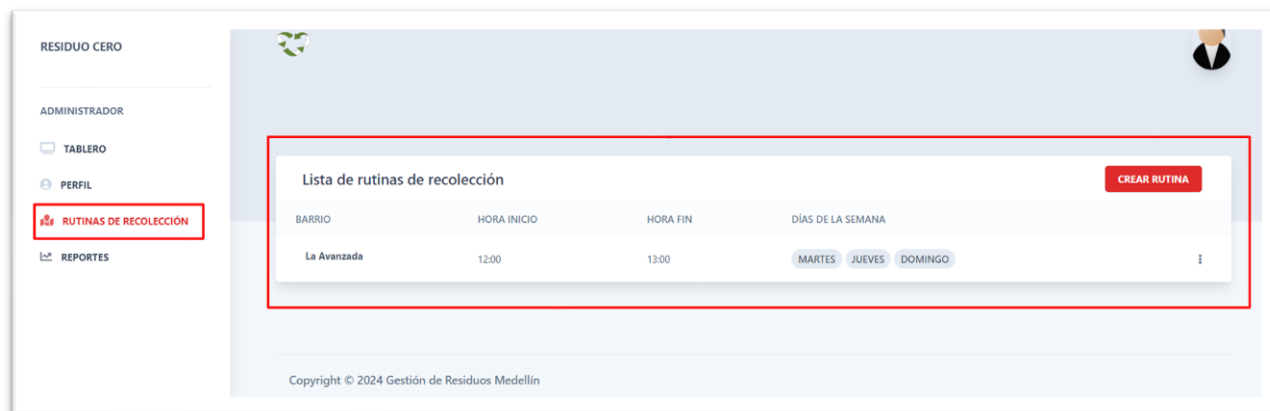 RESIDUO CERO
ADMINISTRADOR
TABLERO
PERFIL
RUTINAS DE RECOLECCIÓN
REPORTES
Lista de rutinas de recolección
CREAR RUTINA
BARRIO HORA INICIO HORA FIN DÍAS DE LA SEMANA
La Avanzada 12:00 13:00 MARTES JUEVES DOMINGO
Copyright © 2024 Gestión de Residuos Medellín